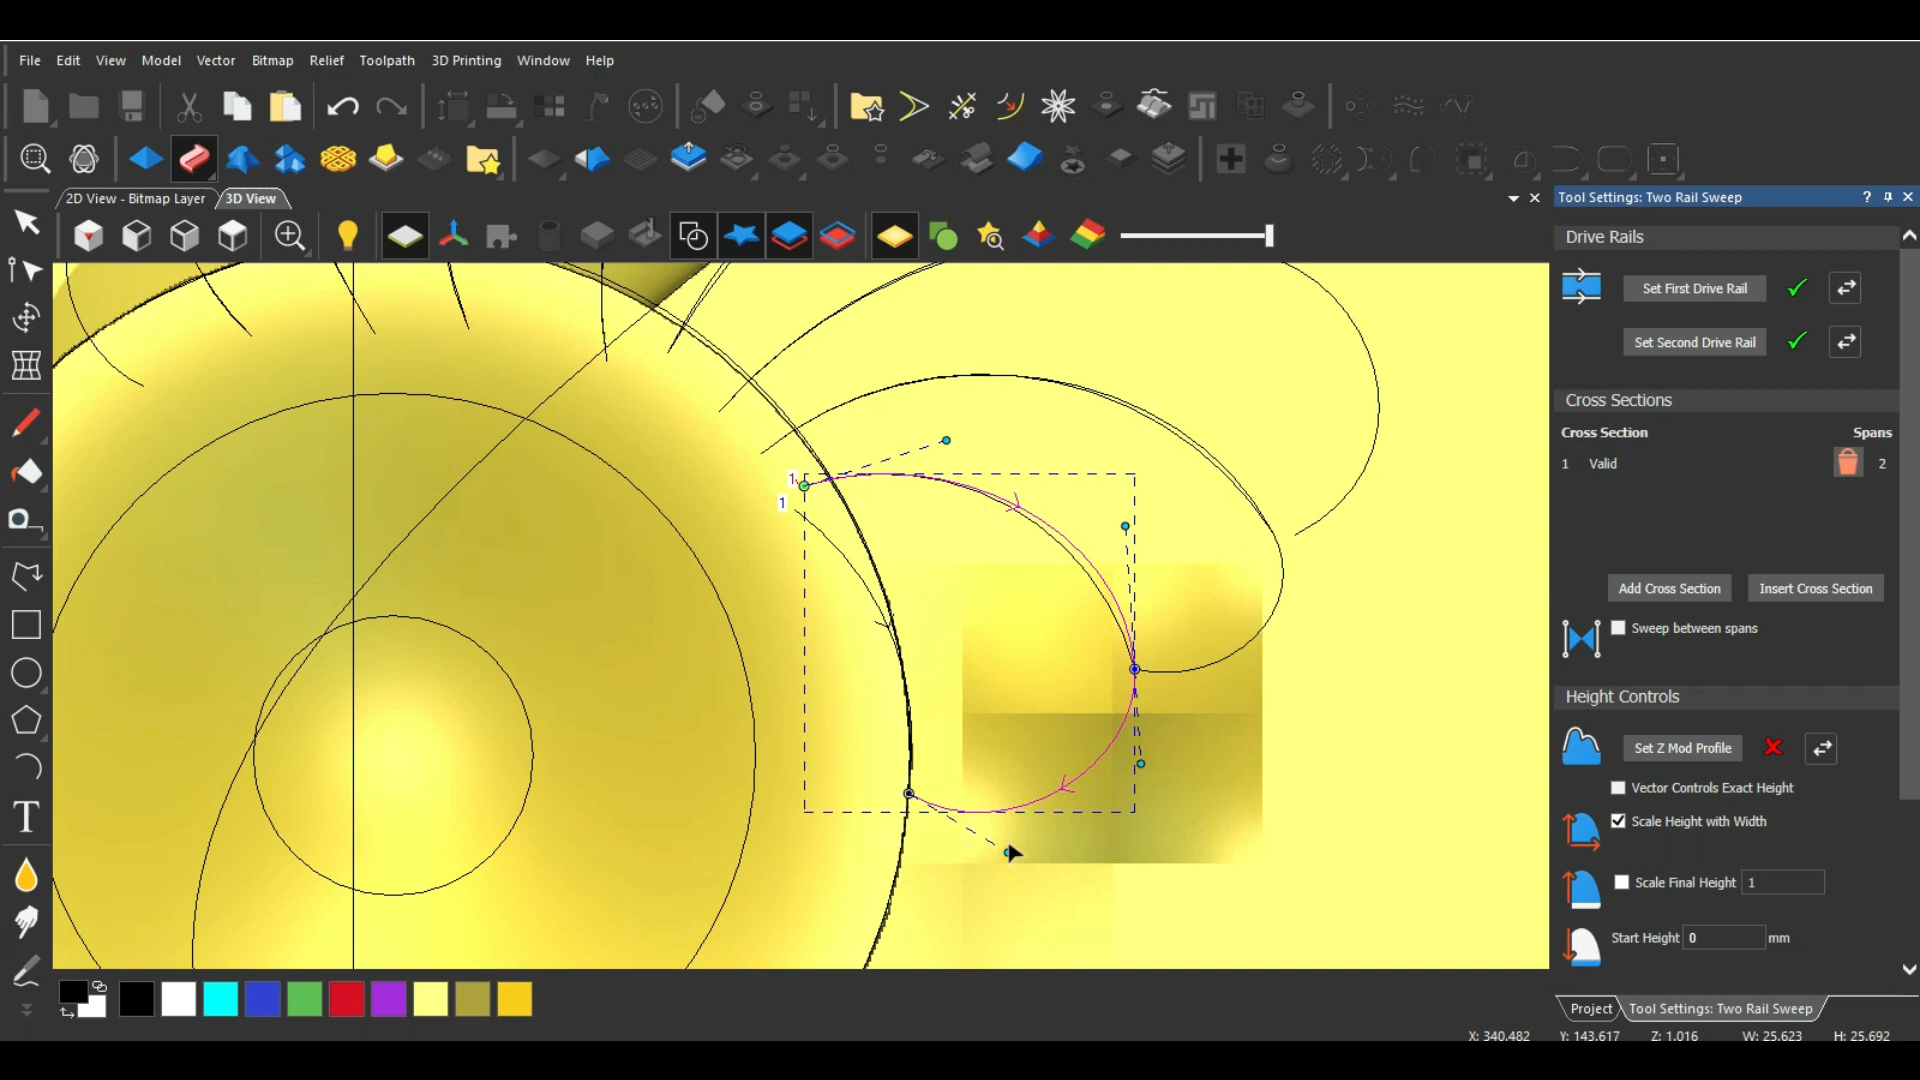 File Edit View Model Vector Bitmap Relief Toolpath 3D Printing Window Help
2D View - Bitmap Layer 3D View
Tool Settings: Two Rail Sweep
Drive Rails
Set First Drive Rail
Set Second Drive Rail
Cross Sections
Cross Section Spans
1 Valid 2
Add Cross Section Insert Cross Section
Sweep between spans
Height Controls
Set Z Mod Profile
Vector Controls Exact Height
Scale Height with Width
Scale Final Height 1
Start Height 0 mm
1
1
T
Project Tool Settings: Two Rail Sweep
X: 340.482 Y: 143.617 Z: 1.016 W: 25.623 H: 25.692